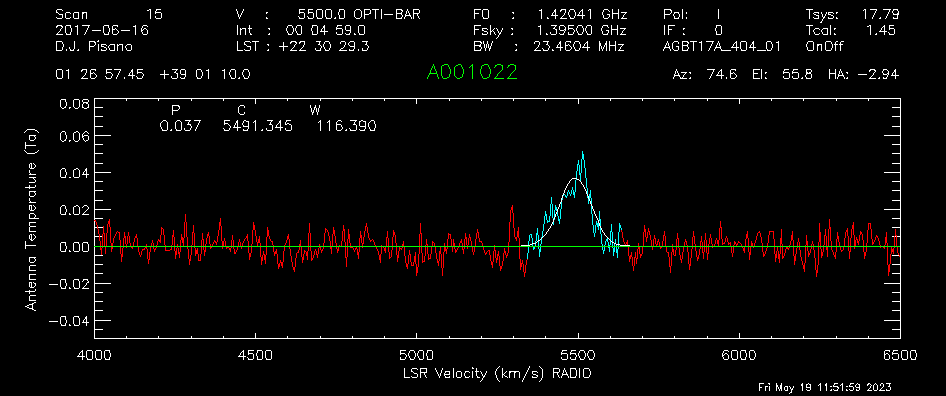 Scan 15 V : 5500.0 OPTI-BAR F0 : 1.42041 GHz Pol: I Tsys: 17.79
2017-06-16 Int : 00 04 59.0 Fsky : 1.39500 GHz IF : 0 Tcal: 1.45
D.J. Pisano LST : +22 30 29.3 BW : 23.4604 MHz AGBT17A_404_01 OnOff
01 26 57.45 +39 01 10.0 A001022 Az: 74.6 El: 55.8 HA: -2.94
P C W
0.037 5491.345 116.390
0.08
0.06
0.04
0.02
0.00
-0.02
-0.04
Antenna Temperature (Ta)
4000 4500 5000 5500 6000 6500
LSR Velocity (km/s) RADIO
Fri May 19 11:51:59 2023